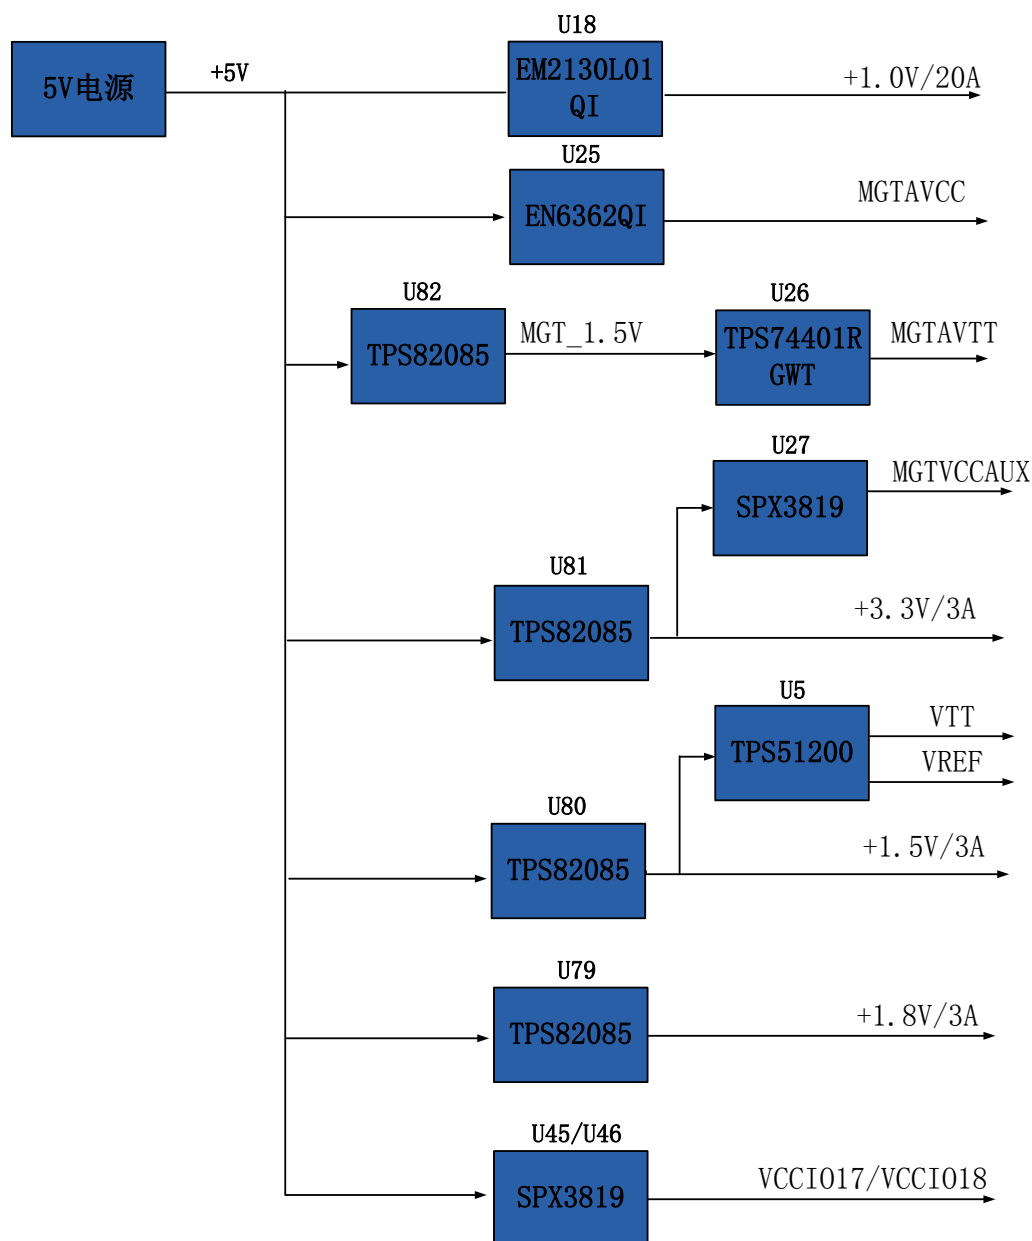 U18
5V电源
+5V
EM2130L01
QI
+1.0V/20A
U25
EN6362QI
MGTAVCC
U82
TPS82085
MGT_1.5V
U26
TPS74401R
GWT
MGTAVTT
U27
SPX3819
MGTVCCAUX
U81
TPS82085
+3.3V/3A
U5
TPS51200
VTT
VREF
U80
TPS82085
+1.5V/3A
U79
TPS82085
+1.8V/3A
U45/U46
SPX3819
VCCIO17/VCCIO18